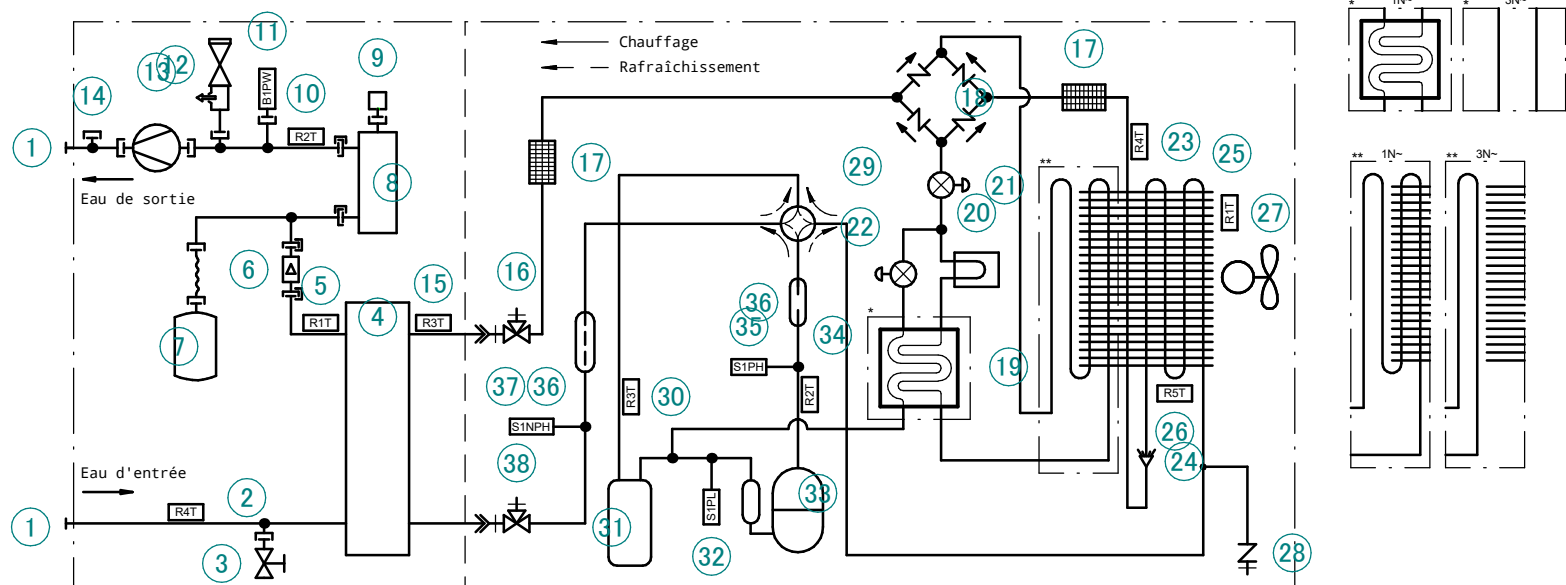 * 1N~ * 3N~
11
17
Chauffage
9
13 12
Rafraîchissement
B1PW
10
14
18
R2T
R4T
23
1
17
29
25
** 1N~ ** 3N~
**
8
21
Eau de sortie
20
R1T
27
22
6
16
15
5
36
4
R1T
R3T
35
34
7
*
S1PH
19
37 36
R3T
30
R2T
R5T
S1NPH
26
38
24
Eau d'entrée
2
33
R4T
S1PL
1
31
28
3
32